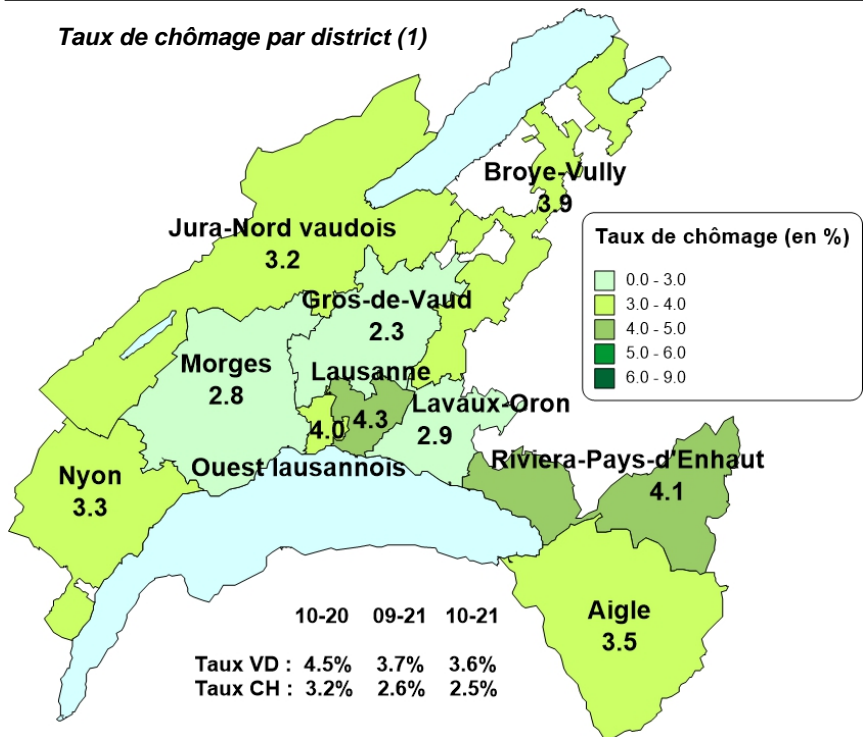 Taux de chômage par district (1)
Broye-Vully
3.9
Jura-Nord vaudois
3.2
Taux de chômage (en %)
0.0 - 3.0
3.0 - 4.0
4.0 - 5.0
5.0 - 6.0
6.0 - 9.0
Gros-de-Vaud
2.3
Morges
2.8
Lausanne
4.3
Lavaux-Oron
2.9
4.0
Ouest lausannois
Riviera-Pays-d'Enhaut
4.1
Nyon
3.3
Aigle
3.5
10-20 09-21 10-21
Taux VD : 4.5% 3.7% 3.6%
Taux CH : 3.2% 2.6% 2.5%